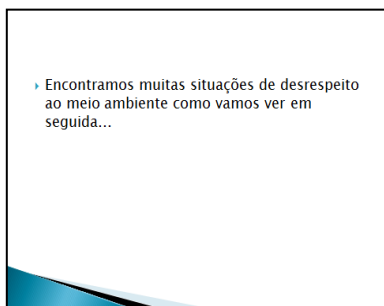 Encontramos muitas situações de desrespeito
ao meio ambiente como vamos ver em
seguida...